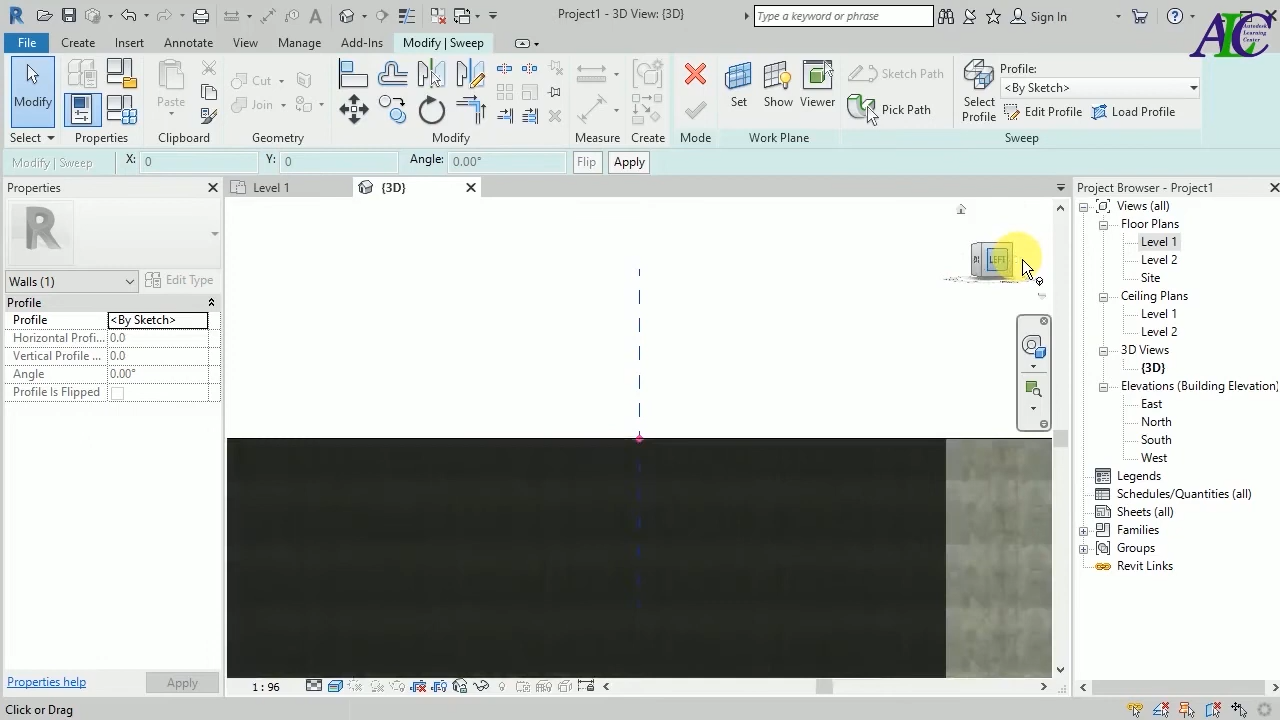 Project1 - 3D View: {3D}
Type a keyword or phrase
Sign In
ALC
Autodesk
Learning
Center
File
Create
Insert
Annotate
View
Manage
Add-Ins
Modify | Sweep
Modify
Select
Properties
Paste
Clipboard
Cut
Join
Geometry
Modify
Measure
Create
Mode
Set
Show
Viewer
Work Plane
Sketch Path
Pick Path
Select
Profile
Profile:
<By Sketch>
Edit Profile
Load Profile
Sweep
Modify | Sweep
X:
0
Y:
0
Angle:
0.00°
Flip
Apply
Properties
Level 1
{3D}
Project Browser - Project1
R
Walls (1)
Edit Type
Profile
Profile
<By Sketch>
Horizontal Profi...
0.0
Vertical Profile ...
0.0
Angle
0.00°
Profile Is Flipped
Properties help
Apply
LEFT
Views (all)
Floor Plans
Level 1
Level 2
Site
Ceiling Plans
Level 1
Level 2
3D Views
{3D}
Elevations (Building Elevation)
East
North
South
West
Legends
Schedules/Quantities (all)
Sheets (all)
Families
Groups
Revit Links
1 : 96
Click or Drag